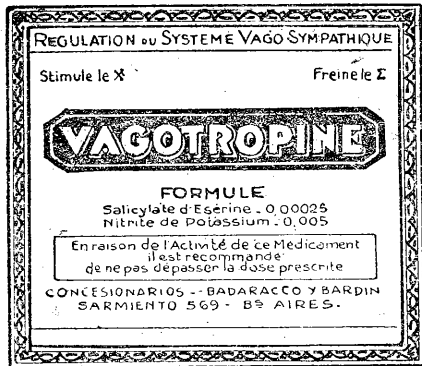 REGULATION DU SYSTEME VAGO SYMPATHIQUE
Stimule le X Freine le Σ
VAGOTROPINE
FORMULE
Salicylate d'Esérine - 0,00025
Nitrite de Potassium - 0,005
En raison de l'Activité de ce Médicament
il est recommandé
de ne pas dépasser la dose prescrite
CONCESIONARIOS -- BADARACCO Y BARDIN
SARMIENTO 569 - Bs AIRES.